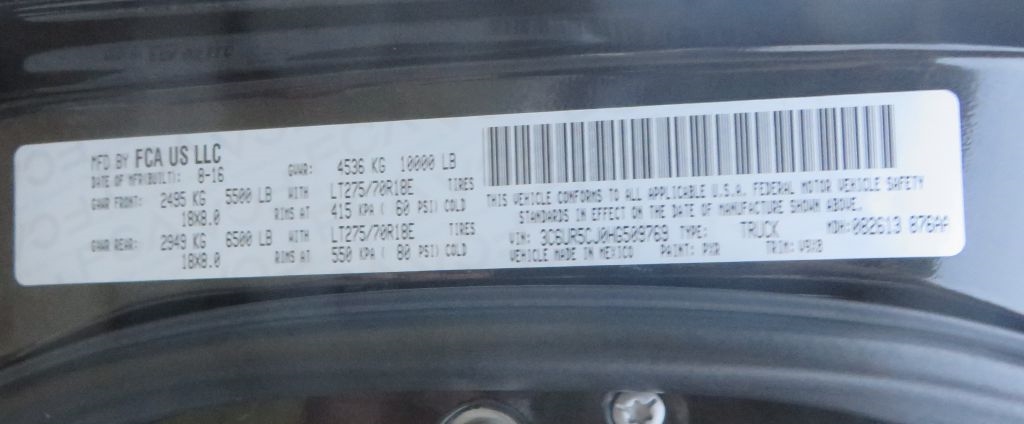 MFD BY FCA US LLC
DATE OF MFR(BUILT): 8-16 GVWR: 4536 KG 10000 LB
GAWR FRONT: 2495 KG 5500 LB WITH LT275/70R18E TIRES
18X8.0 RIMS AT 415 KPA ( 60 PSI) COLD
GAWR REAR: 2949 KG 6500 LB WITH LT275/70R18E TIRES
18X8.0 RIMS AT 550 KPA ( 80 PSI) COLD
THIS VEHICLE CONFORMS TO ALL APPLICABLE U.S.A. FEDERAL MOTOR VEHICLE SAFETY
STANDARDS IN EFFECT ON THE DATE OF MANUFACTURE SHOWN ABOVE.
VIN: 3C6UR5CJ0HG509769 TYPE: TRUCK MDH: 082613 876AA
VEHICLE MADE IN MEXICO PAINT: PXR TRIM: V9X8